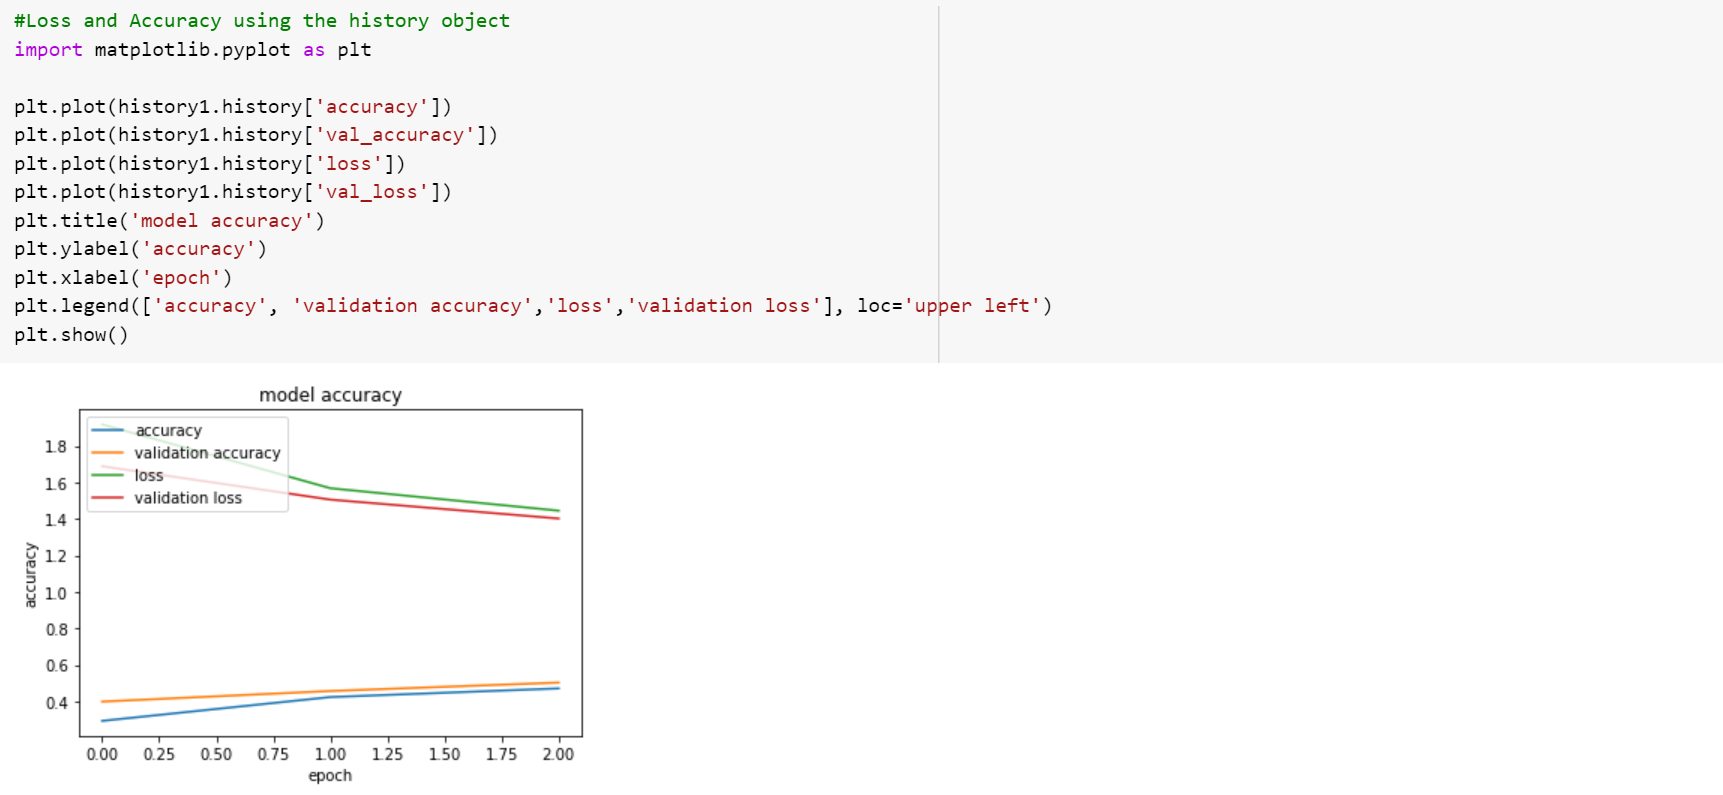 #Loss and Accuracy using the history object
import matplotlib.pyplot as plt
plt.plot(history1.history['accuracy'])
plt.plot(history1.history['val_accuracy'])
plt.plot(history1.history['loss'])
plt.plot(history1.history['val_loss'])
plt.title('model accuracy')
plt.ylabel('accuracy')
plt.xlabel('epoch')
plt.legend(['accuracy', 'validation accuracy','loss','validation loss'], loc='upper left')
plt.show()
model accuracy
accuracy
validation accuracy
loss
validation loss
1.8
1.6
1.4
1.2
1.0
0.8
0.6
0.4
accuracy
0.00 0.25 0.50 0.75 1.00 1.25 1.50 1.75 2.00
epoch